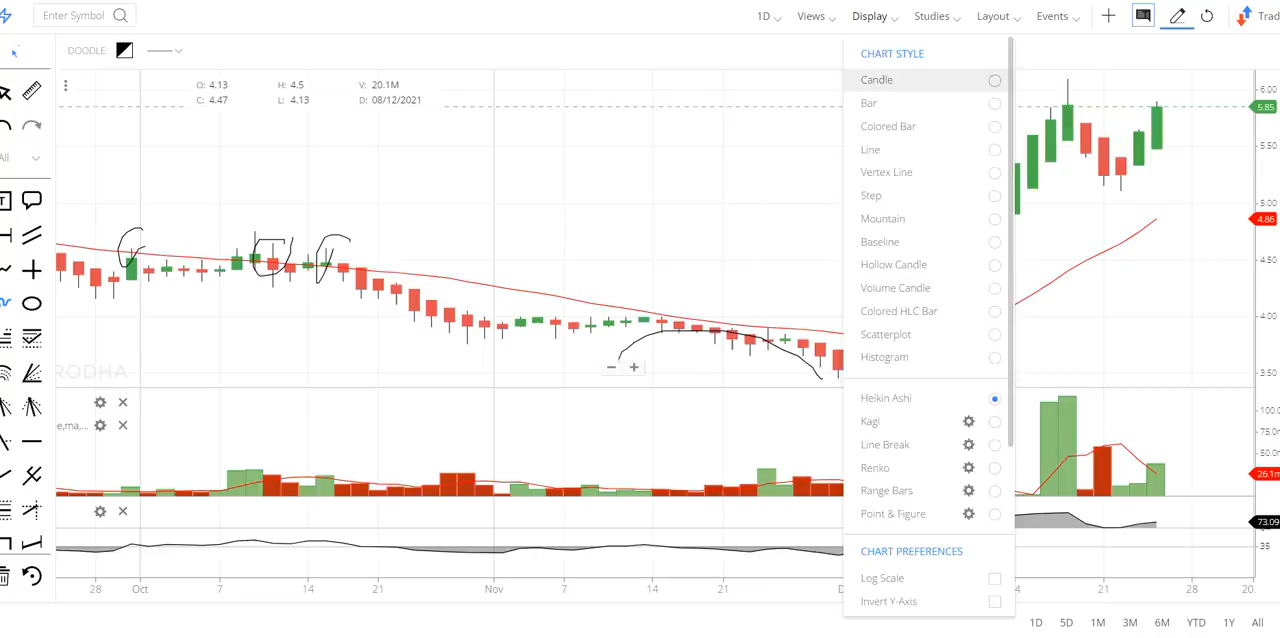 Enter Symbol
1D Views Display Studies Layout Events Trad
DOODLE:
O: 4.13 H: 4.5 V: 20.1M
C: 4.47 L: 4.13 D: 08/12/2021
All
CHART STYLE
Candle
Bar
Colored Bar
Line
Vertex Line
Step
Mountain
Baseline
Hollow Candle
Volume Candle
Colored HLC Bar
Scatterplot
Histogram
Heikin Ashi
Kagi
Line Break
Renko
Range Bars
Point & Figure
CHART PREFERENCES
Log Scale
Invert Y-Axis
6.00
5.85
5.50
5.00
4.86
4.50
4.00
3.50
RODHA
e,ma,...
100.0
75.0m
50.0m
26.1m
73.09
35
28 Oct 7 14 21 Nov 7 14 21 D 4 21 28 20
1D 5D 1M 3M 6M YTD 1Y All